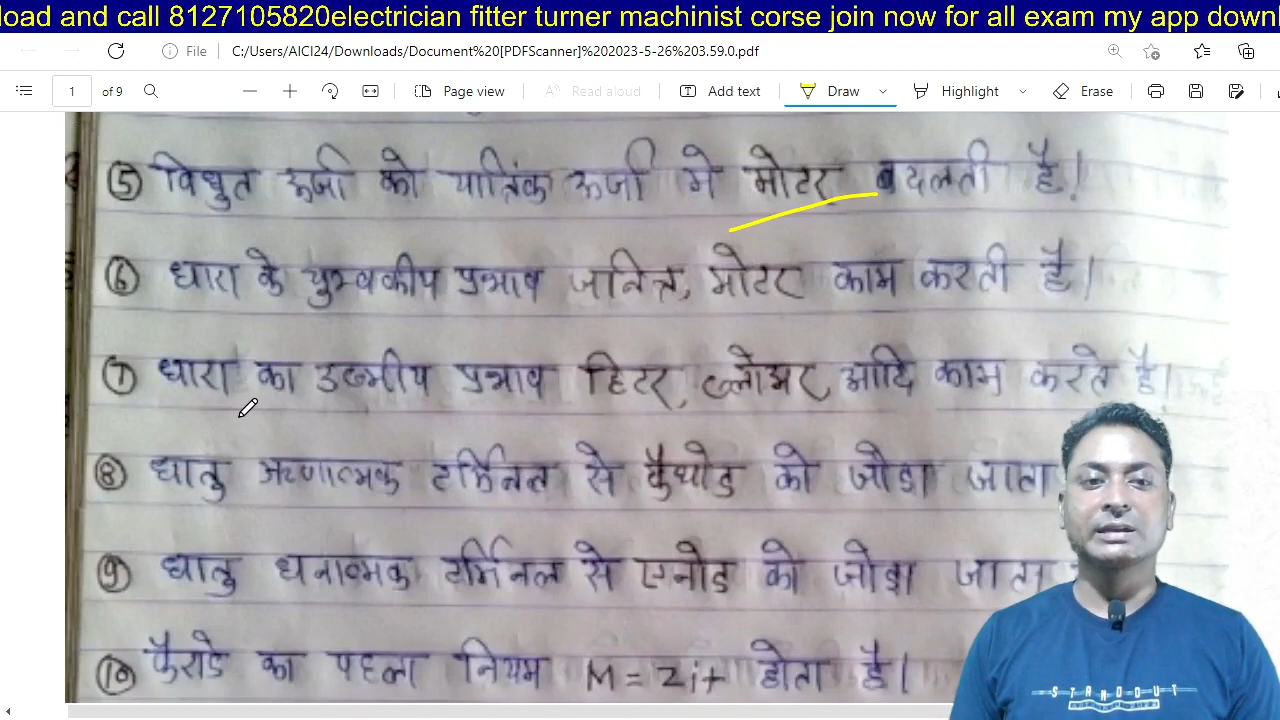 load and call 8127105820electrician fitter turner machinist corse join now for all exam my app downl
File C:/Users/AICI24/Downloads/Document%20[PDFScanner]%202023-5-26%203.59.0.pdf
1 of 9 Page view Read aloud Add text Draw Highlight Erase
⑤ विधुत ऊर्जा को यांत्रिक ऊर्जा मे मोटर बदलती है।
⑥ धारा के चुम्बकीय प्रभाव जनित्र, मोटर काम करती है।
⑦ धारा का उष्मीय प्रभाव हिटर, ब्लोअर, आदि काम करते है।
⑧ धातु ऋणात्मक टर्मिनल से कैथोड को जोडा जाता
⑨ धातु धनात्मक टर्मिनल से एनोड को जोडा जाता
⑩ फैराडे का पहला नियम M = Zit होता है।
STANDOUT